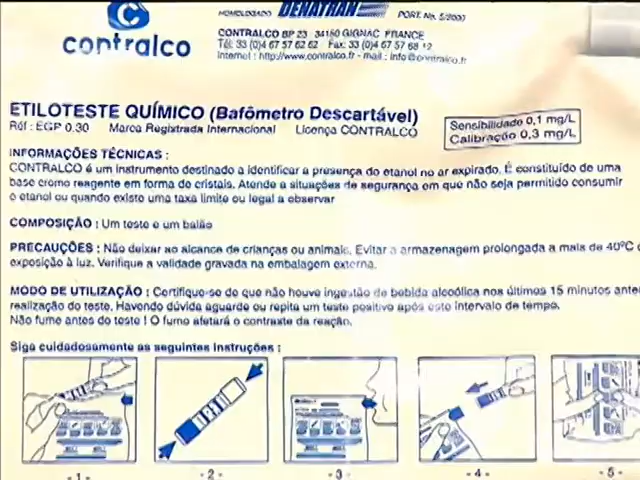 contralco
HOMOLOGADO DENATRAN PORT. No. 5/2000
CONTRALCO BP 23 34150 GIGNAC FRANCE
Tél: 33 (0)4 67 57 62 62 Fax: 33 (0)4 67 57 68 12
Internet : http://www.contralco.fr - mail : info@contralco.fr
ETILOTESTE QUÍMICO (Bafômetro Descartável)
Réf : EGP 0.30 Marca Registrada Internacional Licença CONTRALCO
Sensibilidade 0,1 mg/L
Calibração 0,3 mg/L
INFORMAÇÕES TÉCNICAS :
CONTRALCO é um instrumento destinado a identificar a presença do etanol no ar expirado. É constituído de uma
base cromo reagente em forma de cristais. Atende a situações de segurança em que não seja permitido consumir
o etanol ou quando existe uma taxa limite ou legal a observar
COMPOSIÇÃO : Um teste e um balão
PRECAUÇÕES : Não deixar ao alcance de crianças ou animais. Evitar a armazenagem prolongada a mais de 40°C
exposição à luz. Verifique a validade gravada na embalagem externa.
MODO DE UTILIZAÇÃO : Certifique-se de que não houve ingestão de bebida alcoólica nos últimos 15 minutos
realização do teste. Havendo dúvida aguarde ou repita um teste positivo após este intervalo de tempo.
Não fume antes do teste ! O fumo afetará o contraste da reação.
Siga cuidadosamente as seguintes instruções :
- 1 - - 2 - - 3 - - 4 - - 5 -